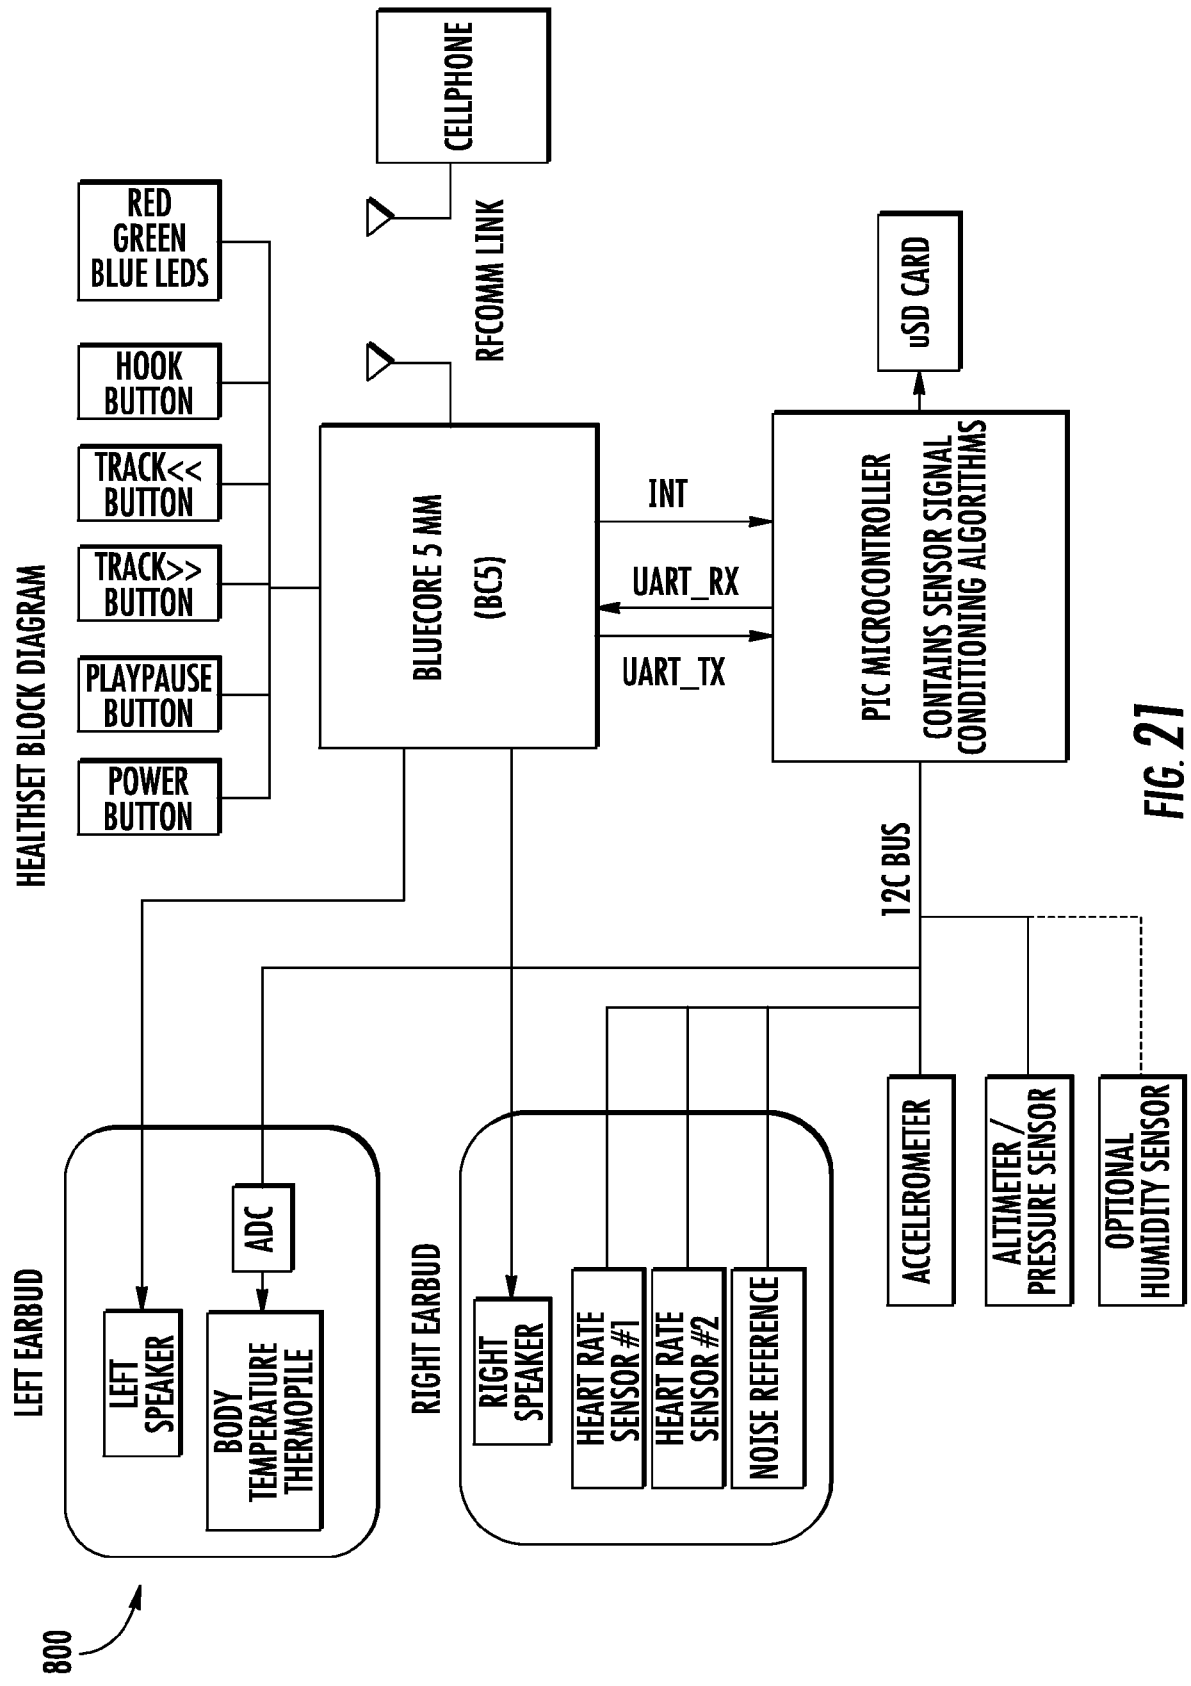 HEALTHSET BLOCK DIAGRAM
800
LEFT EARBUD
LEFT
SPEAKER
BODY
TEMPERATURE
THERMOPILE
ADC
RIGHT EARBUD
RIGHT
SPEAKER
HEART RATE
SENSOR #1
HEART RATE
SENSOR #2
NOISE REFERENCE
ACCELEROMETER
ALTIMETER /
PRESSURE SENSOR
OPTIONAL
HUMIDITY SENSOR
POWER
BUTTON
PLAYPAUSE
BUTTON
TRACK>>
BUTTON
TRACK<<
BUTTON
HOOK
BUTTON
RED
GREEN
BLUE LEDS
BLUECORE 5 MM
(BC5)
RFCOMM LINK
CELLPHONE
UART_TX
UART_RX
INT
PIC MICROCONTROLLER
CONTAINS SENSOR SIGNAL
CONDITIONING ALGORITHMS
12C BUS
uSD CARD
FIG. 21